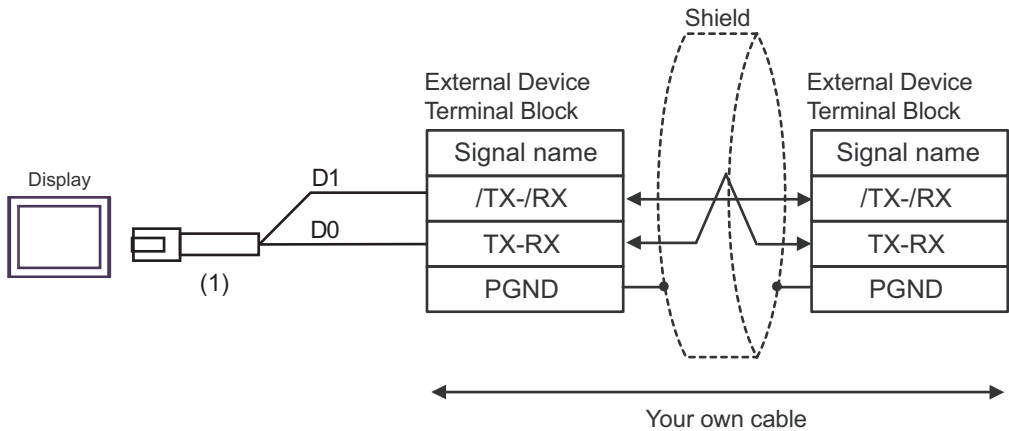 Shield
External Device
Terminal Block
External Device
Terminal Block
Signal name
Signal name
Display
D1
/TX-/RX
/TX-/RX
D0
TX-RX
TX-RX
(1)
PGND
PGND
Your own cable